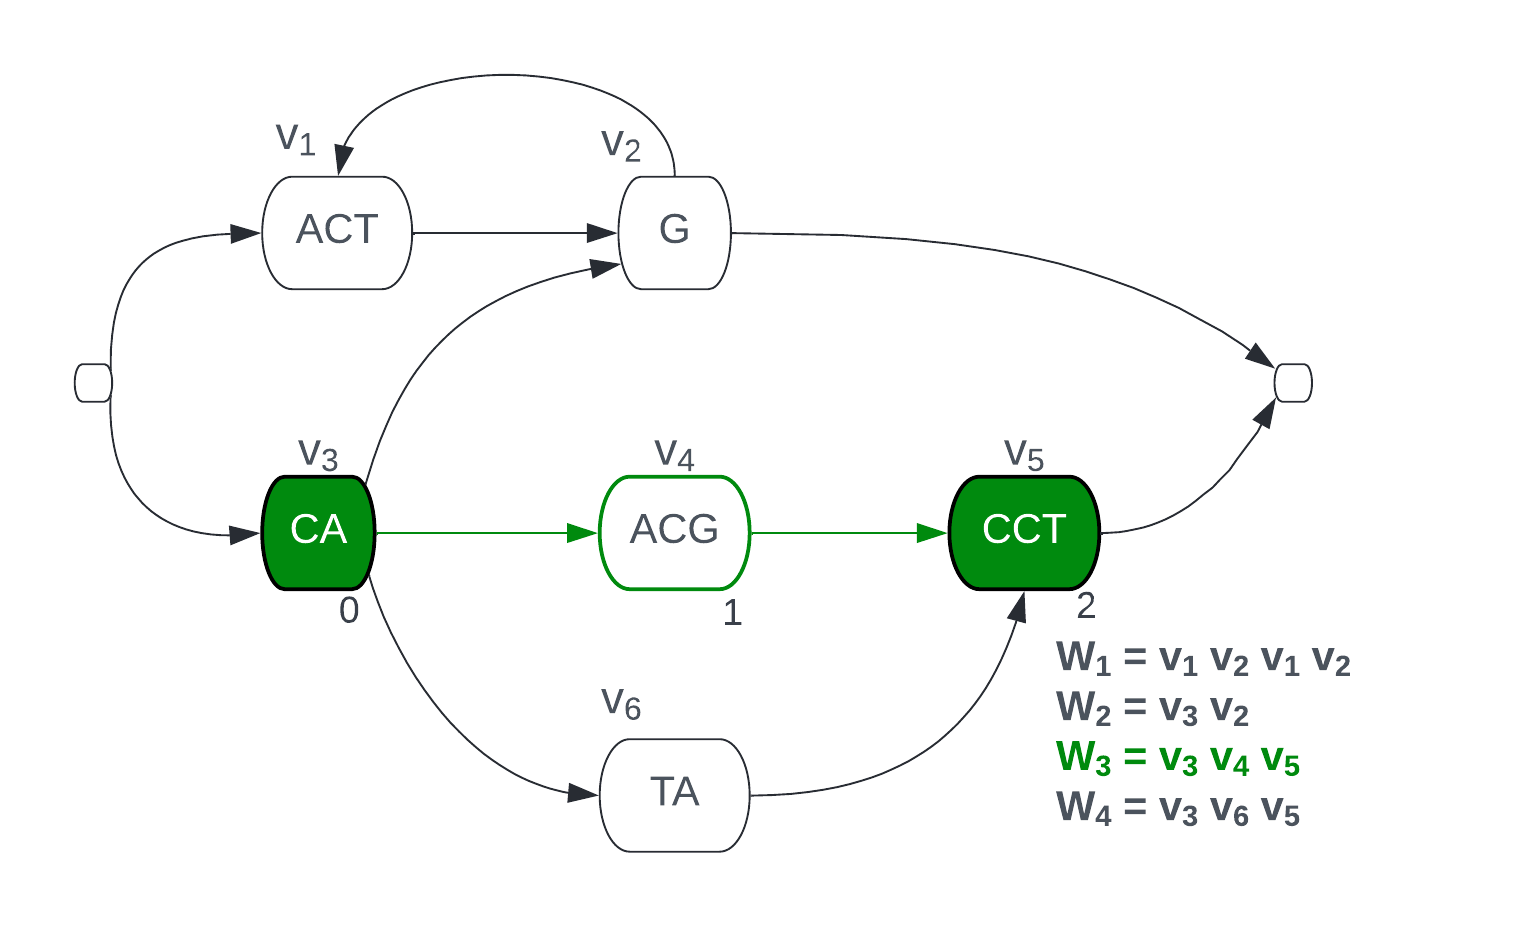 v₁
v₂
ACT
G
v₃
v₄
v₅
CA
ACG
CCT
0
1
2
W₁ = v₁ v₂ v₁ v₂
W₂ = v₃ v₂
W₃ = v₃ v₄ v₅
W₄ = v₃ v₆ v₅
v₆
TA